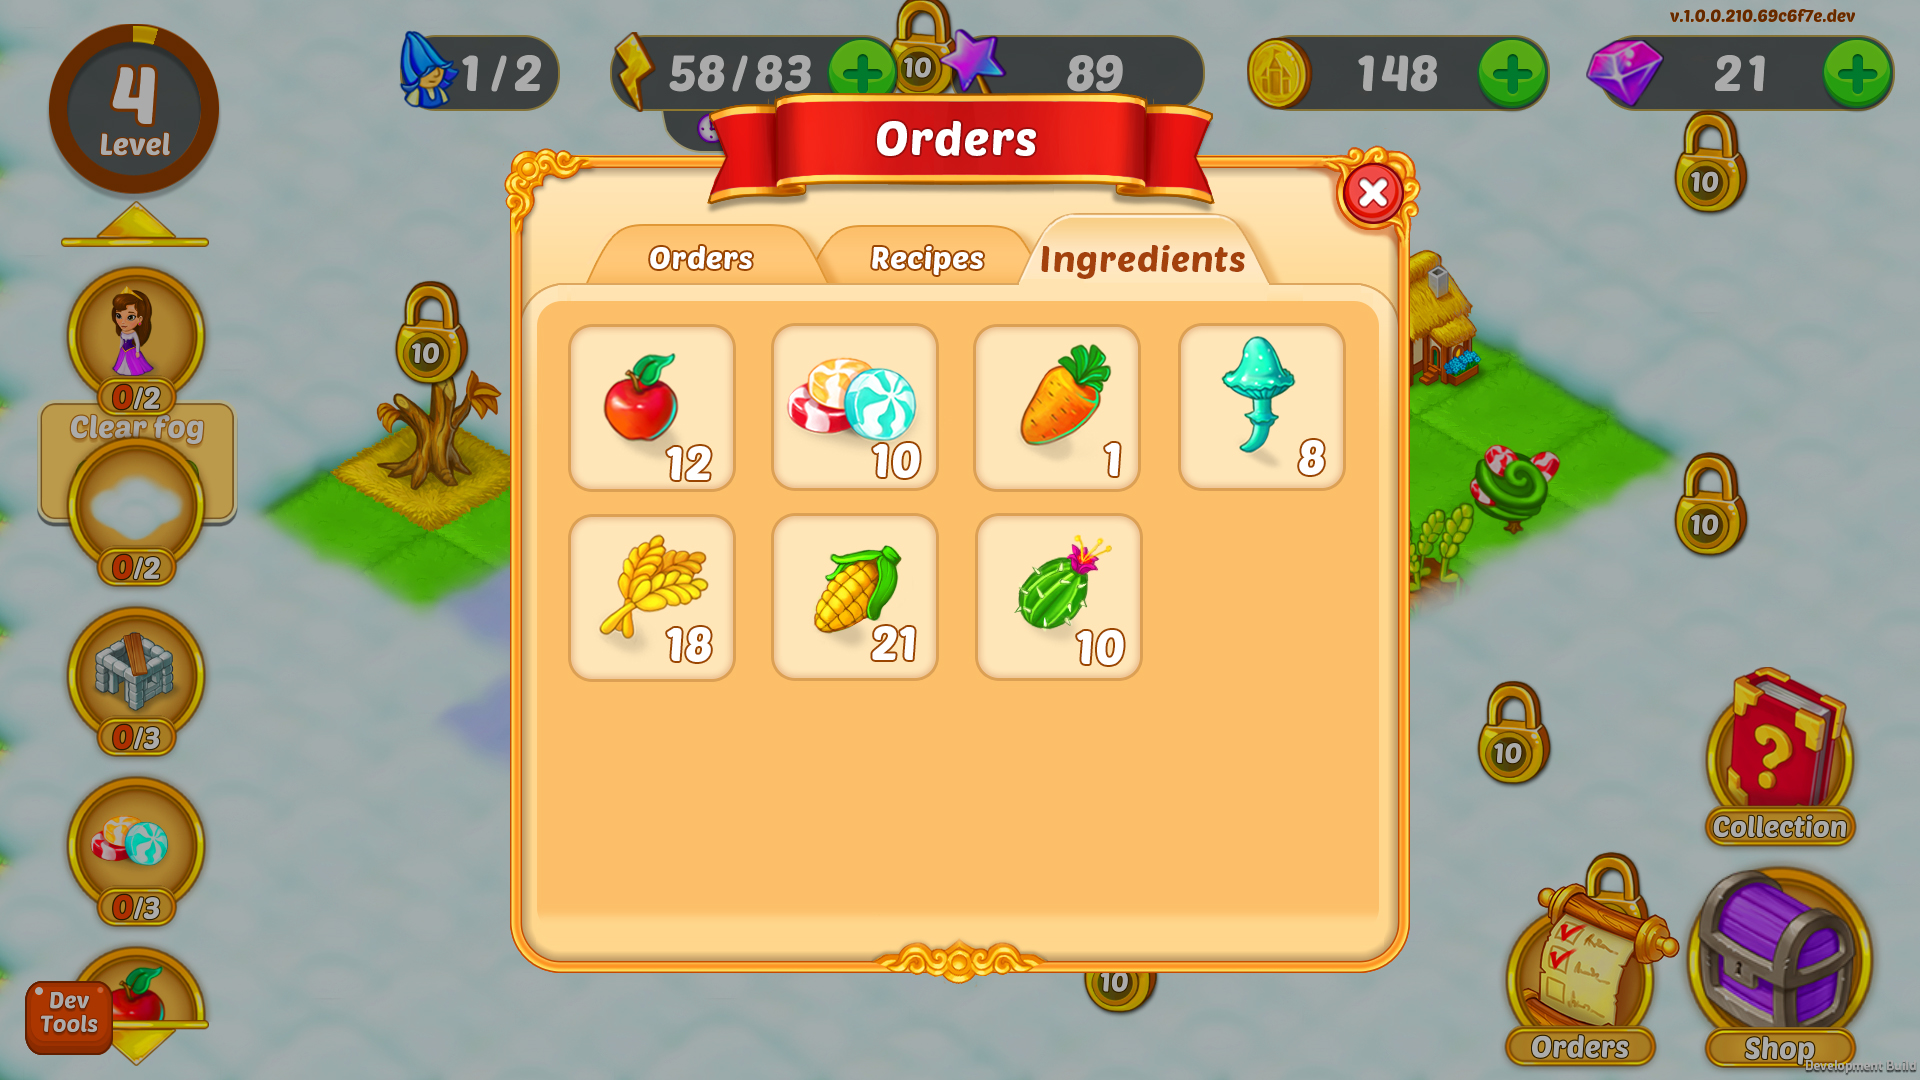 v.1.0.0.210.69c6f7e.dev
4
Level
1/2
58/83
10
89
148
21
Orders
10
Orders
Recipes
Ingredients
10
0/2
Clear fog
12
10
1
8
10
0/2
18
21
10
0/3
10
Collection
0/3
10
Dev
Tools
Orders
Shop
Development Build